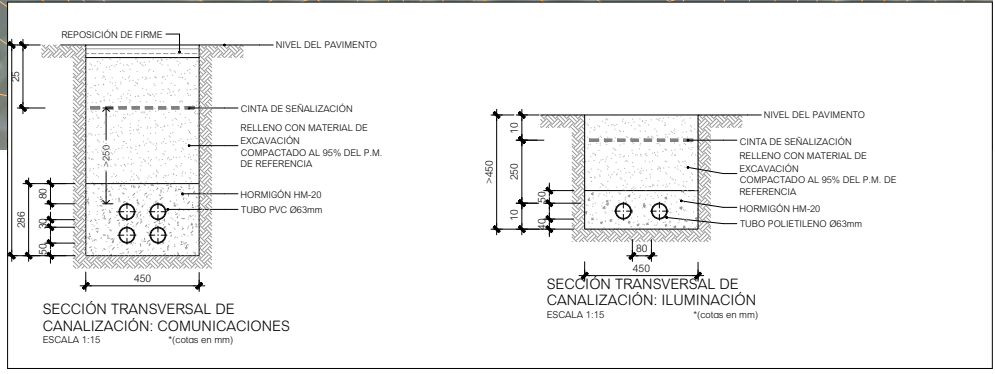 REPOSICIÓN DE FIRME
NIVEL DEL PAVIMENTO
25
CINTA DE SEÑALIZACIÓN
RELLENO CON MATERIAL DE
EXCAVACIÓN
COMPACTADO AL 95% DEL P.M.
DE REFERENCIA
>250
HORMIGÓN HM-20
TUBO PVC Ø63mm
286
80
30
50
450
SECCIÓN TRANSVERSAL DE
CANALIZACIÓN: COMUNICACIONES
ESCALA 1:15 *(cotas en mm)
NIVEL DEL PAVIMENTO
CINTA DE SEÑALIZACIÓN
RELLENO CON MATERIAL DE
EXCAVACIÓN
COMPACTADO AL 95% DEL P.M. DE
REFERENCIA
HORMIGÓN HM-20
TUBO POLIETILENO Ø63mm
>450
10
250
50
10
40
80
450
SECCIÓN TRANSVERSAL DE
CANALIZACIÓN: ILUMINACIÓN
ESCALA 1:15 *(cotas en mm)